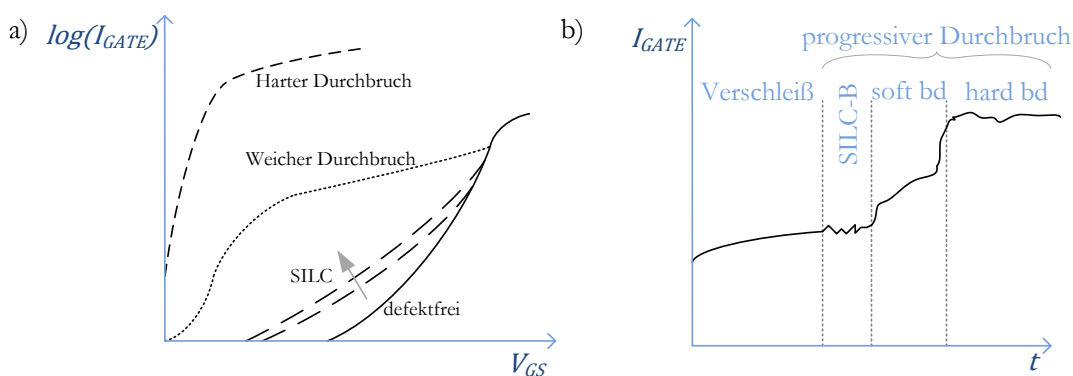 a)
log(I_GATE)
Harter Durchbruch
Weicher Durchbruch
SILC
defektfrei
V_GS
b)
I_GATE
progressiver Durchbruch
Verschleiß
SILC-B
soft bd
hard bd
t